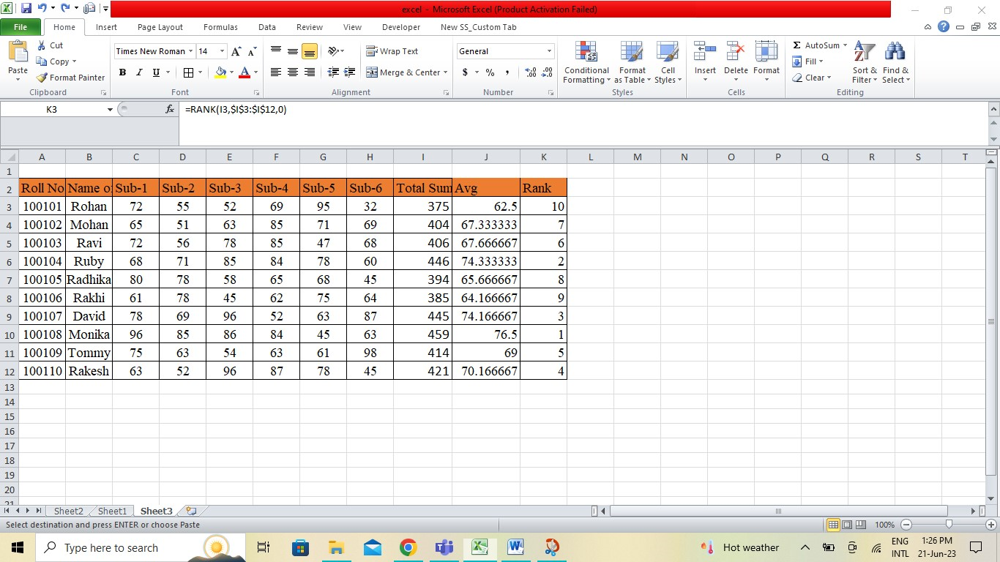 excel - Microsoft Excel (Product Activation Failed)
File Home Insert Page Layout Formulas Data Review View Developer New SS_Custom Tab
Paste Cut Copy Format Painter
Clipboard
Times New Roman 14
B I U A
Font
Wrap Text
Merge & Center
Alignment
General
$ % , .0 .00 .00 .0
Number
Conditional Formatting Format as Table Cell Styles
Styles
Insert Delete Format
Cells
Σ AutoSum Fill Clear Sort & Filter Find & Select
Editing
K3 fx =RANK(I3,$I$3:$I$12,0)
A B C D E F G H I J K L M N O P Q R S T
1
2 Roll No Name o Sub-1 Sub-2 Sub-3 Sub-4 Sub-5 Sub-6 Total Sum Avg Rank
3 100101 Rohan 72 55 52 69 95 32 375 62.5 10
4 100102 Mohan 65 51 63 85 71 69 404 67.333333 7
5 100103 Ravi 72 56 78 85 47 68 406 67.666667 6
6 100104 Ruby 68 71 85 84 78 60 446 74.333333 2
7 100105 Radhika 80 78 58 65 68 45 394 65.666667 8
8 100106 Rakhi 61 78 45 62 75 64 385 64.166667 9
9 100107 David 78 69 96 52 63 87 445 74.166667 3
10 100108 Monika 96 85 86 84 45 63 459 76.5 1
11 100109 Tommy 75 63 54 63 61 98 414 69 5
12 100110 Rakesh 63 52 96 87 78 45 421 70.166667 4
13
14
15
16
17
18
19
20
21
Sheet2 Sheet1 Sheet3
Select destination and press ENTER or choose Paste 100%
Type here to search Hot weather ENG INTL 1:26 PM 21-Jun-23